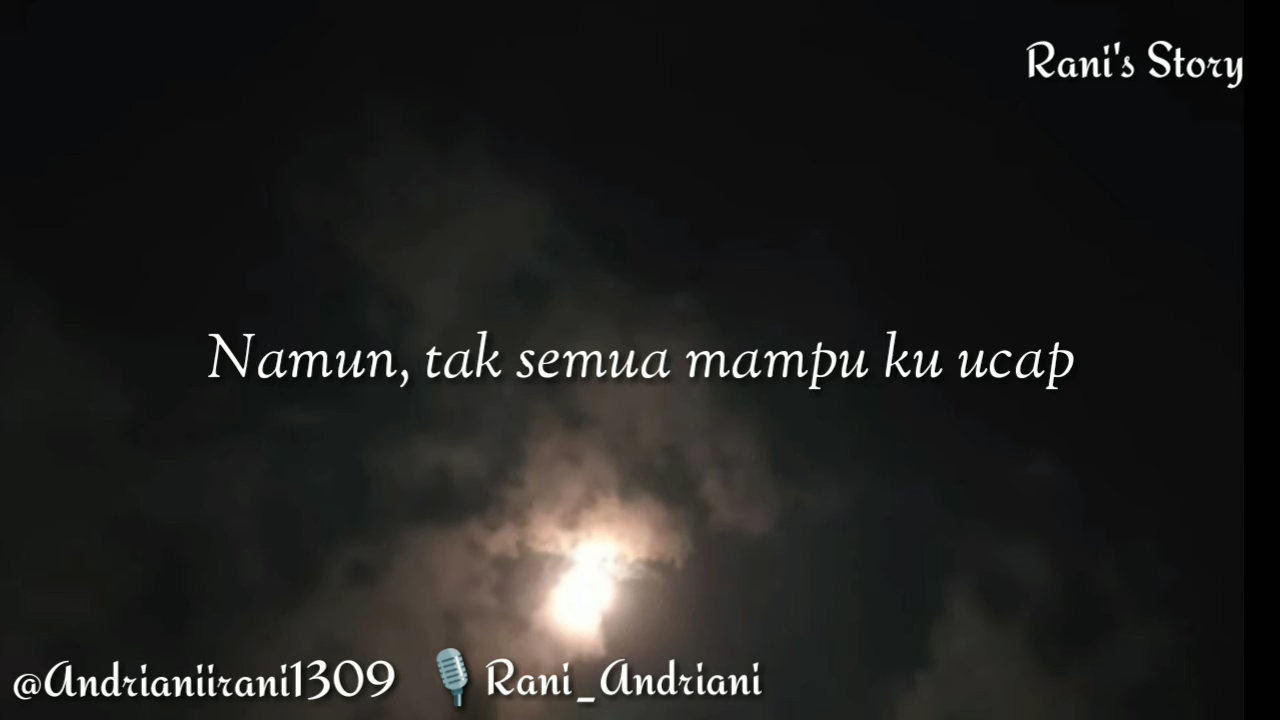 Rani's Story
Namun, tak semua mampu ku ucap
@Andrianiirani1309 🎙️ Rani_Andriani